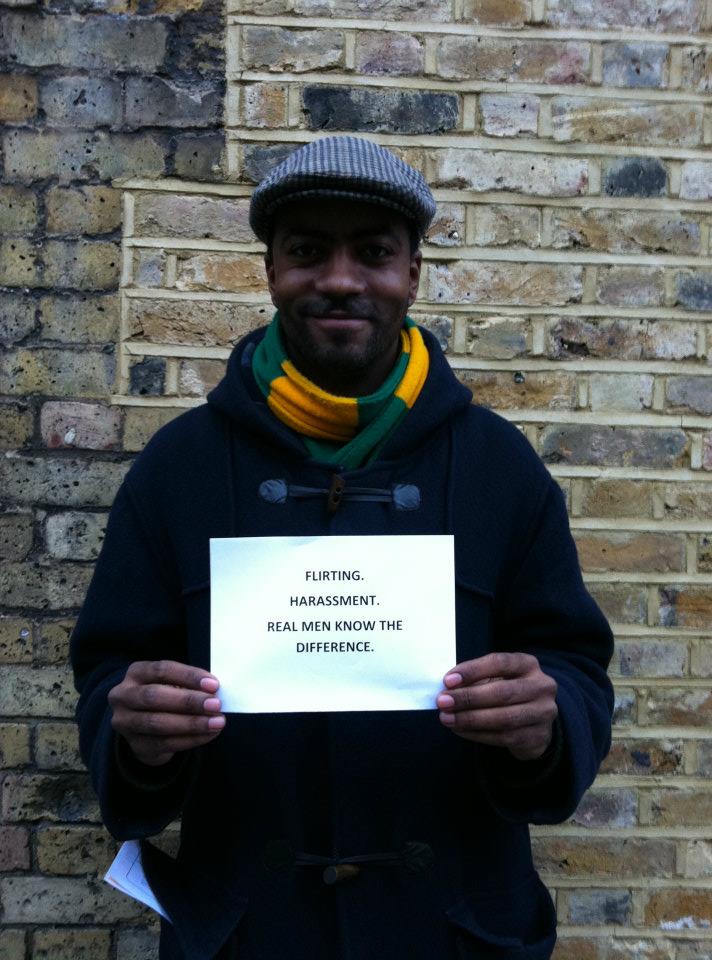 FLIRTING.
HARASSMENT.
REAL MEN KNOW THE
DIFFERENCE.